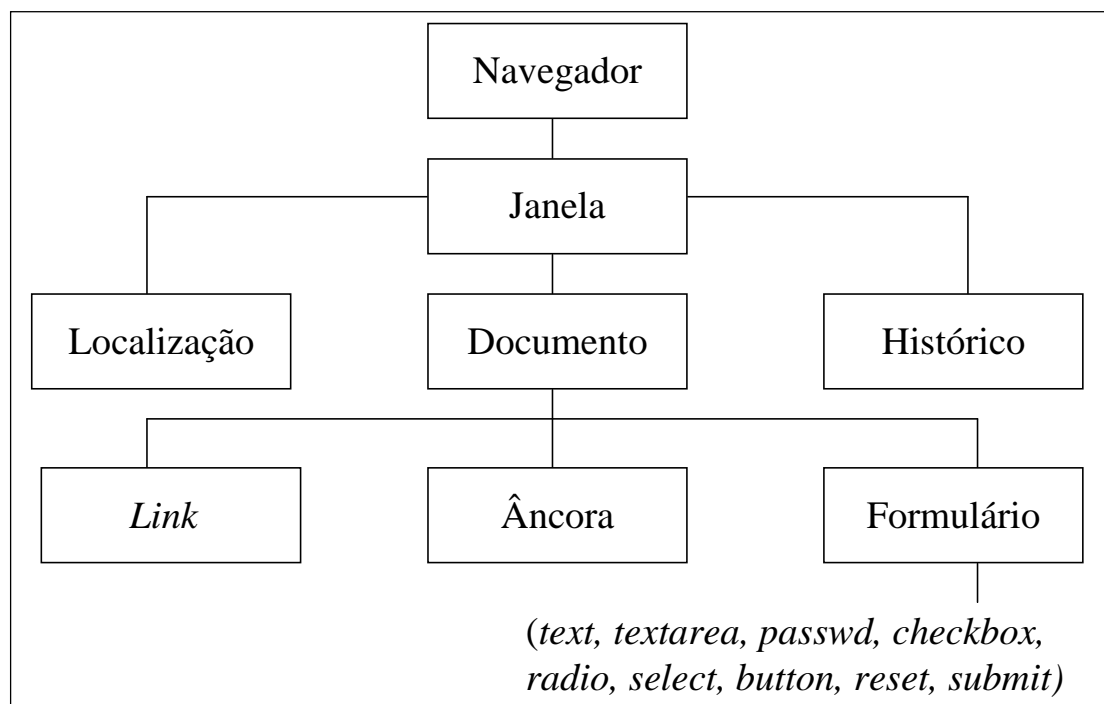 Navegador
Janela
Localização
Documento
Histórico
Link
Âncora
Formulário
(text, textarea, passwd, checkbox,
radio, select, button, reset, submit)